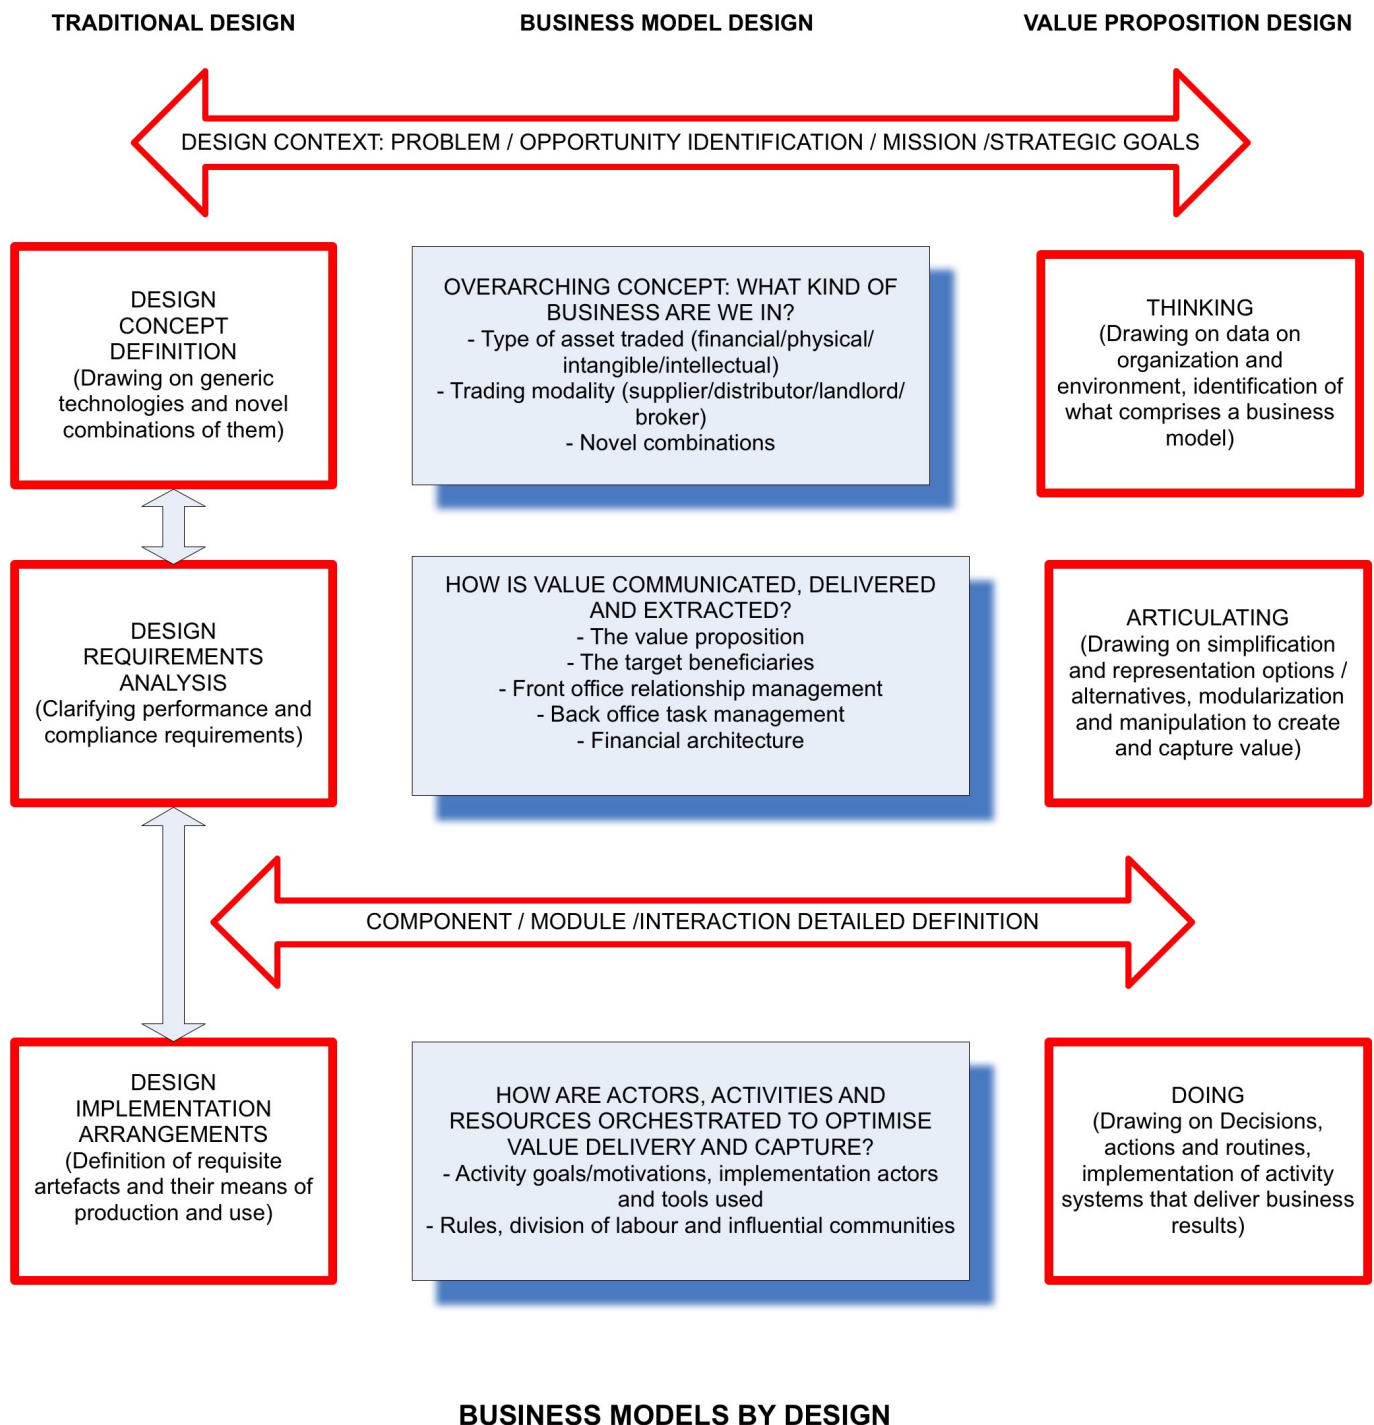 TRADITIONAL DESIGN
BUSINESS MODEL DESIGN
VALUE PROPOSITION DESIGN
DESIGN CONTEXT: PROBLEM / OPPORTUNITY IDENTIFICATION / MISSION /STRATEGIC GOALS
DESIGN
CONCEPT
DEFINITION
(Drawing on generic
technologies and novel
combinations of them)
OVERARCHING CONCEPT: WHAT KIND OF
BUSINESS ARE WE IN?
- Type of asset traded (financial/physical/
intangible/intellectual)
- Trading modality (supplier/distributor/landlord/
broker)
- Novel combinations
THINKING
(Drawing on data on
organization and
environment, identification of
what comprises a business
model)
DESIGN
REQUIREMENTS
ANALYSIS
(Clarifying performance and
compliance requirements)
HOW IS VALUE COMMUNICATED, DELIVERED
AND EXTRACTED?
- The value proposition
- The target beneficiaries
- Front office relationship management
- Back office task management
- Financial architecture
ARTICULATING
(Drawing on simplification
and representation options /
alternatives, modularization
and manipulation to create
and capture value)
COMPONENT / MODULE /INTERACTION DETAILED DEFINITION
DESIGN
IMPLEMENTATION
ARRANGEMENTS
(Definition of requisite
artefacts and their means of
production and use)
HOW ARE ACTORS, ACTIVITIES AND
RESOURCES ORCHESTRATED TO OPTIMISE
VALUE DELIVERY AND CAPTURE?
- Activity goals/motivations, implementation actors
and tools used
- Rules, division of labour and influential communities
DOING
(Drawing on Decisions,
actions and routines,
implementation of activity
systems that deliver business
results)
BUSINESS MODELS BY DESIGN